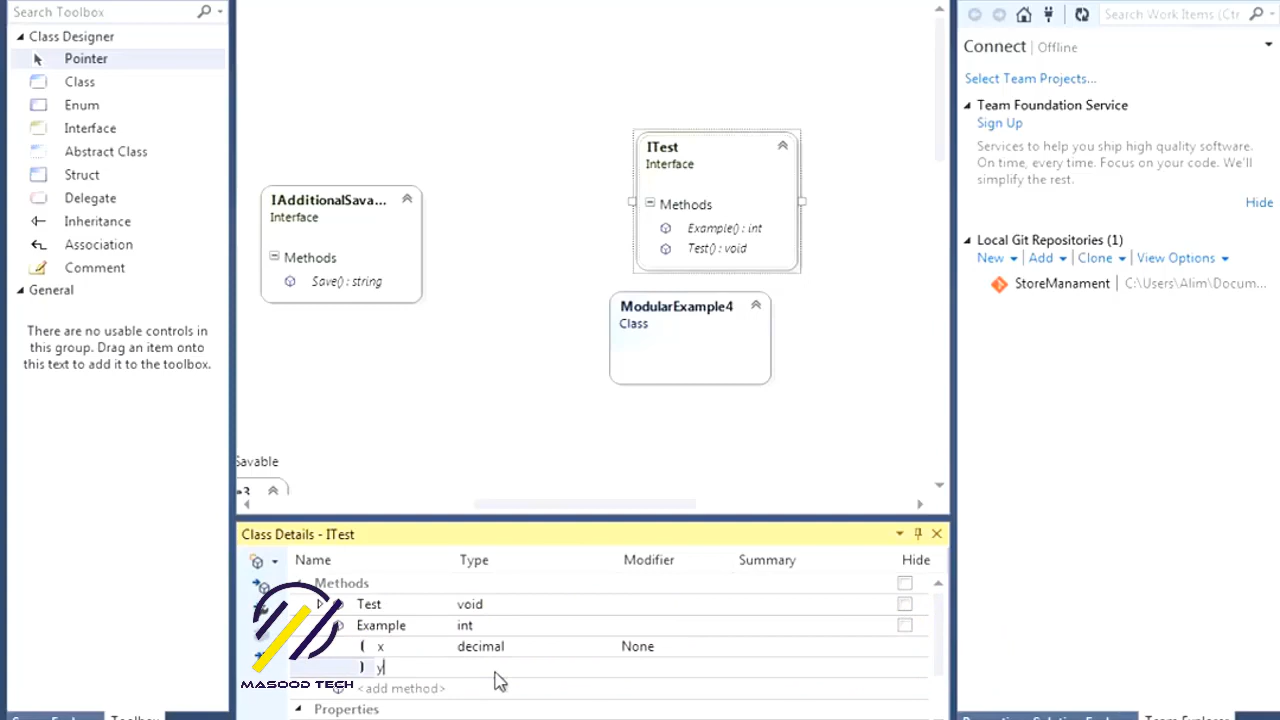 Search Toolbox
Class Designer
Pointer
Class
Enum
Interface
Abstract Class
Struct
Delegate
Inheritance
Association
Comment
General
There are no usable controls in
this group. Drag an item onto
this text to add it to the toolbox.
IAdditionalSava...
Interface
Methods
Save() : string
ITest
Interface
Methods
Example() : int
Test() : void
ModularExample4
Class
Savable
Class Details - ITest
Name Type Modifier Summary Hide
Methods
Test void
Example int
( x decimal None
) y
<add method>
Properties
MASOOD TECH
Search Work Items (Ctr
Connect | Offline
Select Team Projects...
Team Foundation Service
Sign Up
Services to help you ship high quality software.
On time, every time. Focus on your code. We'll
simplify the rest.
Hide
Local Git Repositories (1)
New Add Clone View Options
StoreManament | C:\Users\Alim\Docum...